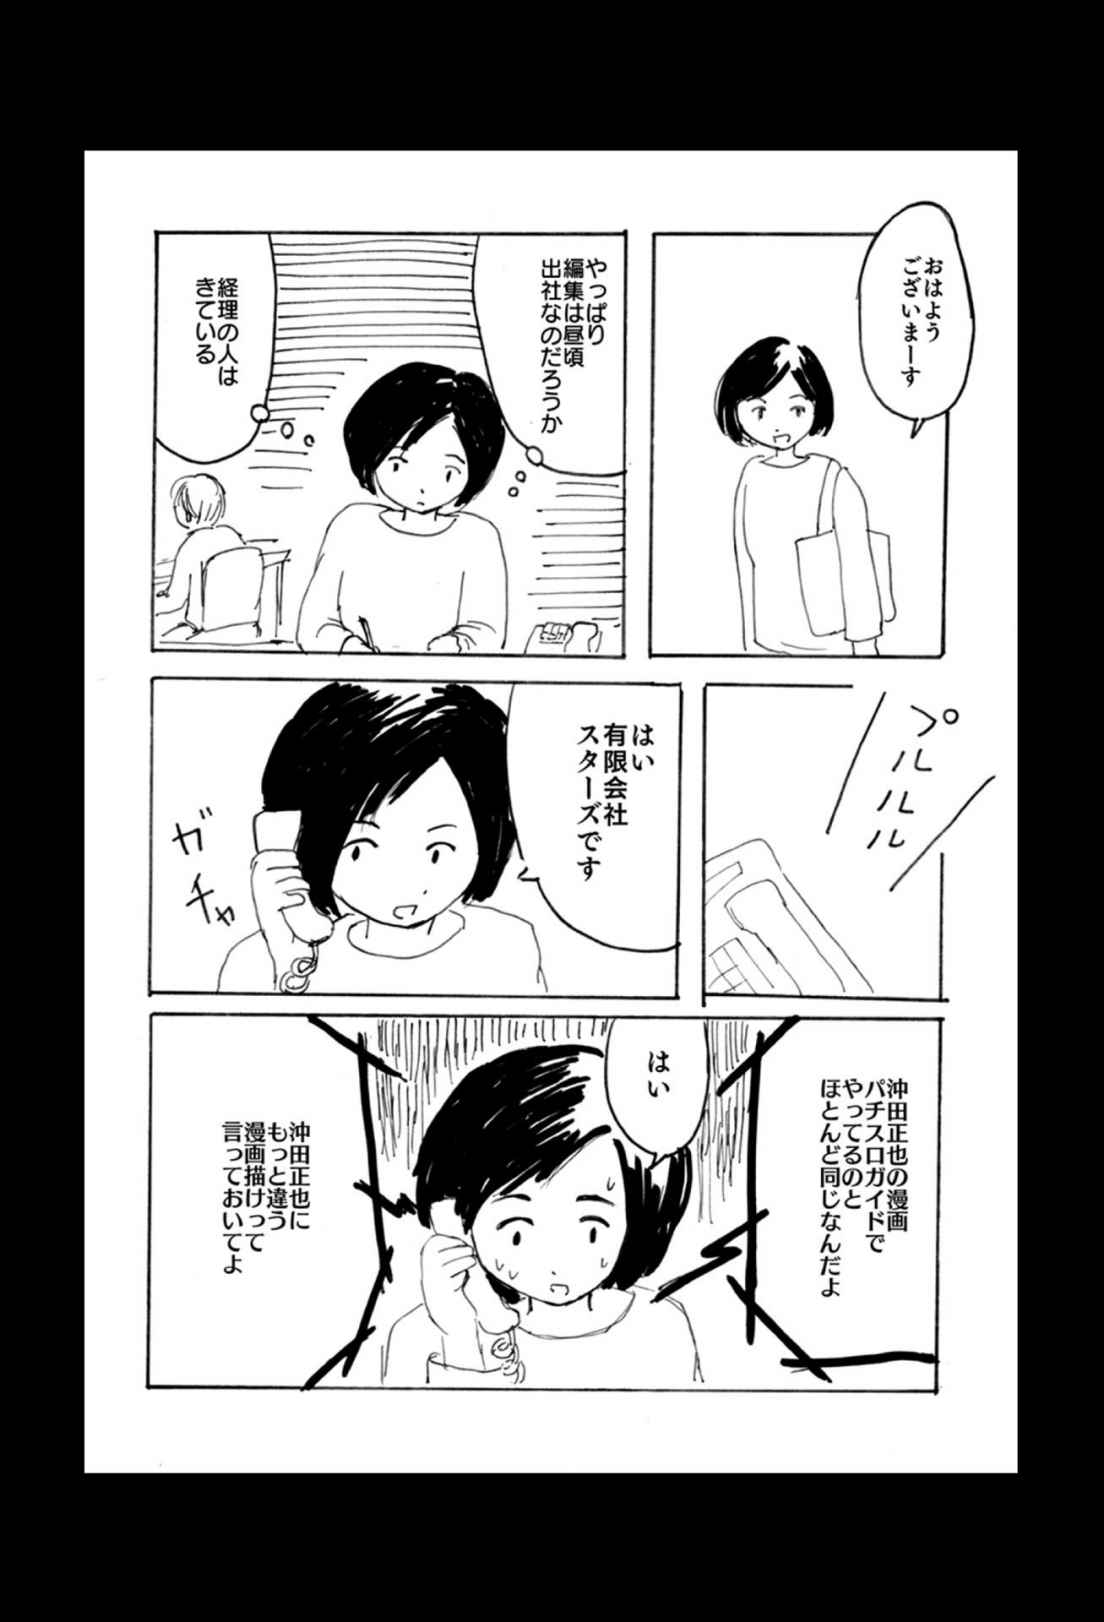 おはよう
ございまーす
やっぱり
編集は昼頃
出社なのだろうか
経理の人は
きている
プルルルル
はい
有限会社
スターズです
ガチャ
沖田正也の漫画
パチスロガイドで
やってるのと
ほとんど同じなんだよ
はい
沖田正也に
もっと違う
漫画描けって
言っておいてよ